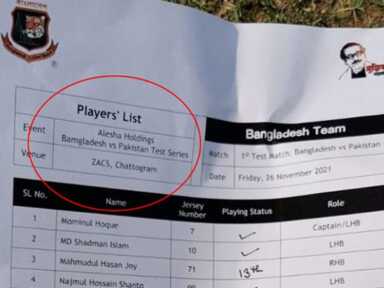 Players' List
Event Alesha Holdings
Bangladesh vs Pakistan Test Series
Venue ZACS, Chattogram
Bangladesh Team
Match 1st Test Match: Bangladesh vs Pakistan
Date Friday, 26 November 2021
SL No. Name Jersey Number Playing Status Role
1 Mominul Hoque 7 ✓ Captain/LHB
2 MD Shadman Islam 10 ✓ LHB
3 Mahmudul Hasan Joy 71 13th RHB
4 Najmul Hossain Shanto LHB